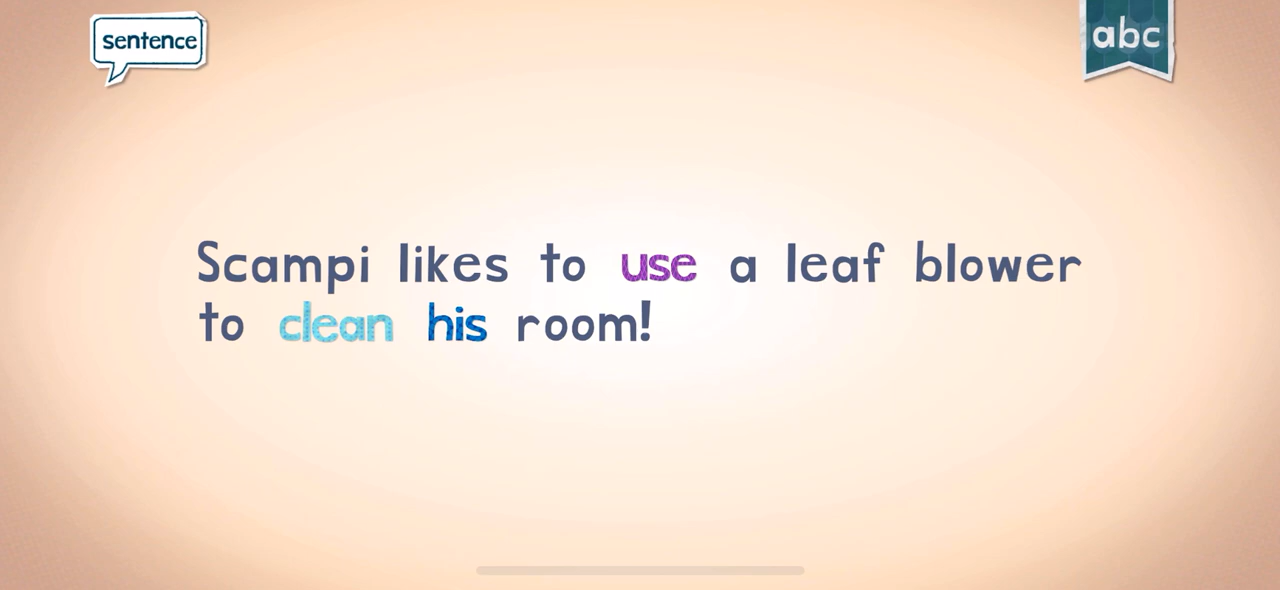 sentence
abc
Scampi likes to use a leaf blower
to clean his room!